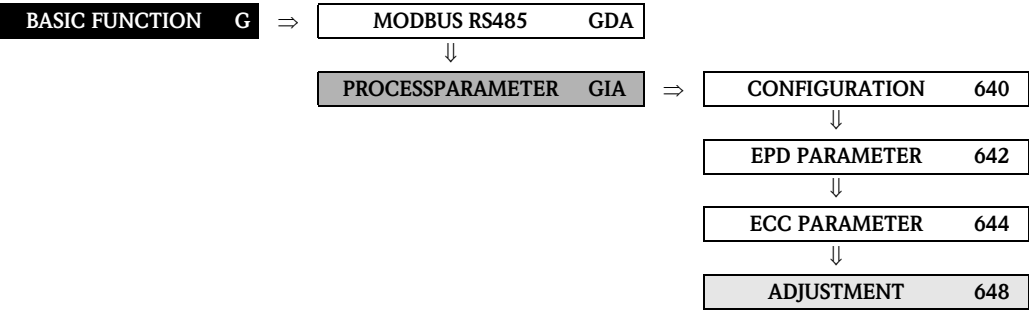 BASIC FUNCTION G ⇒ MODBUS RS485 GDA
⇓
PROCESSPARAMETER GIA ⇒ CONFIGURATION 640
⇓
EPD PARAMETER 642
⇓
ECC PARAMETER 644
⇓
ADJUSTMENT 648